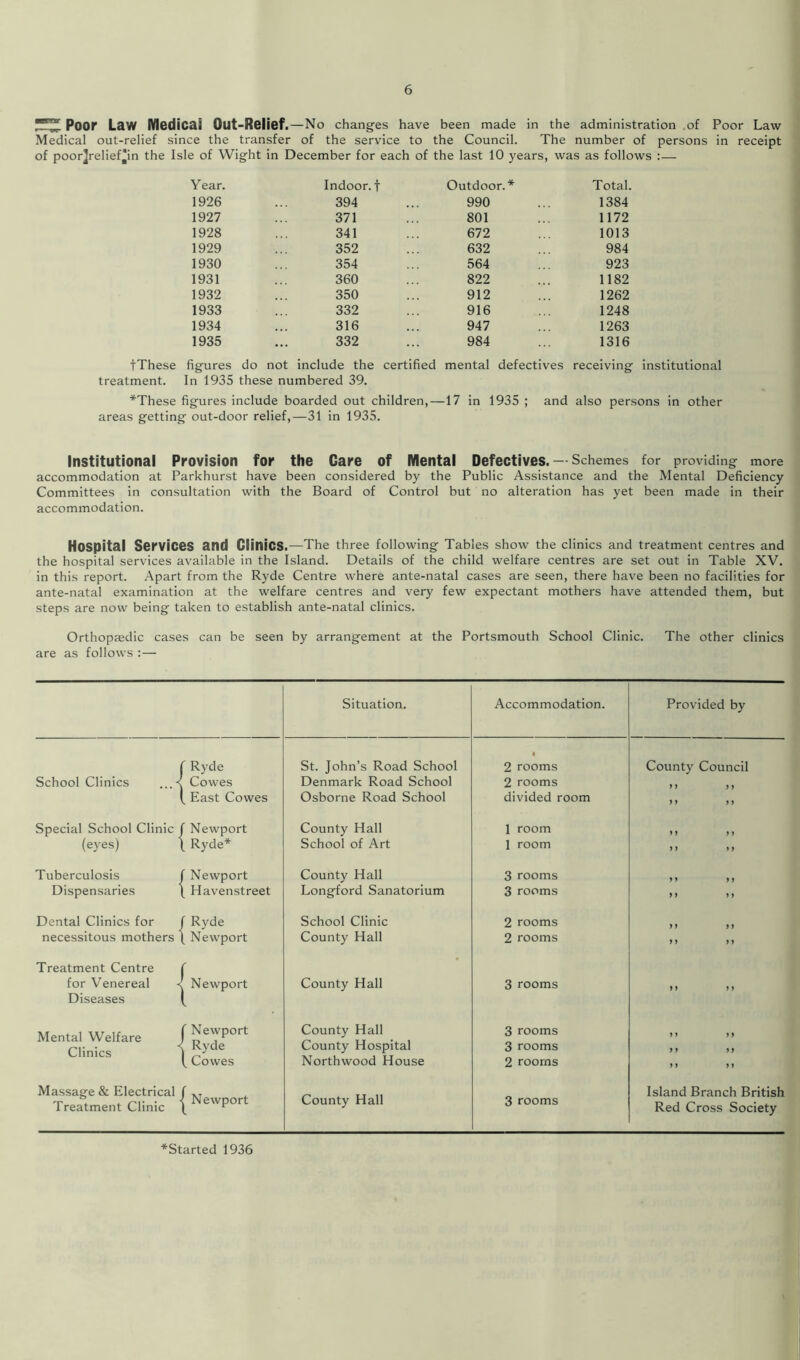 6
Poor Law Medical Out-Relief.—No changes have been made in the administration .of Poor Law
Medical out-relief since the transfer of the service to the Council. The number of persons in receipt
of poor]relief]in the Isle of Wight in December for each of the last 10 years, was as follows :—
Year. Indoor.† Outdoor.* Total.
1926 ... 394 ... 990 ... 1384
1927 ... 371 ... 801 ... 1172
1928 ... 341 ... 672 ... 1013
1929 ... 352 ... 632 ... 984
1930 ... 354 ... 564 ... 923
1931 ... 360 ... 822 ... 1182
1932 ... 350 ... 912 ... 1262
1933 ... 332 ... 916 ... 1248
1934 ... 316 ... 947 ... 1263
1935 ... 332 ... 984 ... 1316
†These figures do not include the certified mental defectives receiving institutional
treatment. In 1935 these numbered 39.
*These figures include boarded out children,—17 in 1935 ; and also persons in other
areas getting out-door relief,—31 in 1935.
Institutional Provision for the Care of Mental Defectives.—Schemes for providing more
accommodation at Parkhurst have been considered by the Public Assistance and the Mental Deficiency
Committees in consultation with the Board of Control but no alteration has yet been made in their
accommodation.
Hospital Services and Clinics.—The three following Tables show the clinics and treatment centres and
the hospital services available in the Island. Details of the child welfare centres are set out in Table XV.
in this report. Apart from the Ryde Centre where ante-natal cases are seen, there have been no facilities for
ante-natal examination at the welfare centres and very few expectant mothers have attended them, but
steps are now being taken to establish ante-natal clinics.
Orthopædic cases can be seen by arrangement at the Portsmouth School Clinic. The other clinics
are as follows :—
Situation. Accommodation. Provided by
Ryde St. John's Road School 2 rooms County Council
School Clinics ... Cowes Denmark Road School 2 rooms ,, ,,
East Cowes Osborne Road School divided room ,, ,,
Special School Clinic Newport County Hall 1 room ,, ,,
(eyes) Ryde* School of Art 1 room ,, ,,
Tuberculosis Newport County Hall 3 rooms ,, ,,
Dispensaries Havenstreet Longford Sanatorium 3 rooms ,, ,,
Dental Clinics for Ryde School Clinic 2 rooms ,, ,,
necessitous mothers Newport County Hall 2 rooms ,, ,,
Treatment Centre
for Venereal Newport County Hall 3 rooms ,, ,,
Diseases
Newport County Hall 3 rooms ,, ,,
Mental Welfare
Ryde County Hospital 3 rooms ,, ,,
Clinics
Cowes Northwood House 2 rooms ,, ,,
Massage & Electrical Island Branch British
Newport County Hall 3 rooms
Treatment Clinic Red Cross Society
*Started 1936